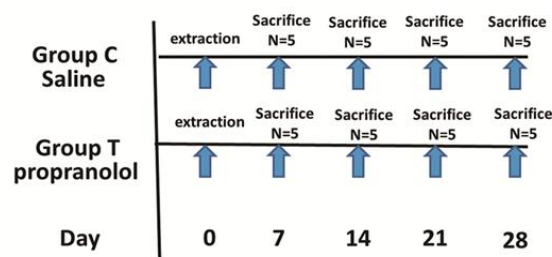 Group C
Saline
extraction
Sacrifice
N=5
Sacrifice
N=5
Sacrifice
N=5
Sacrifice
N=5
Group T
propranolol
extraction
Sacrifice
N=5
Sacrifice
N=5
Sacrifice
N=5
Sacrifice
N=5
Day 0 7 14 21 28